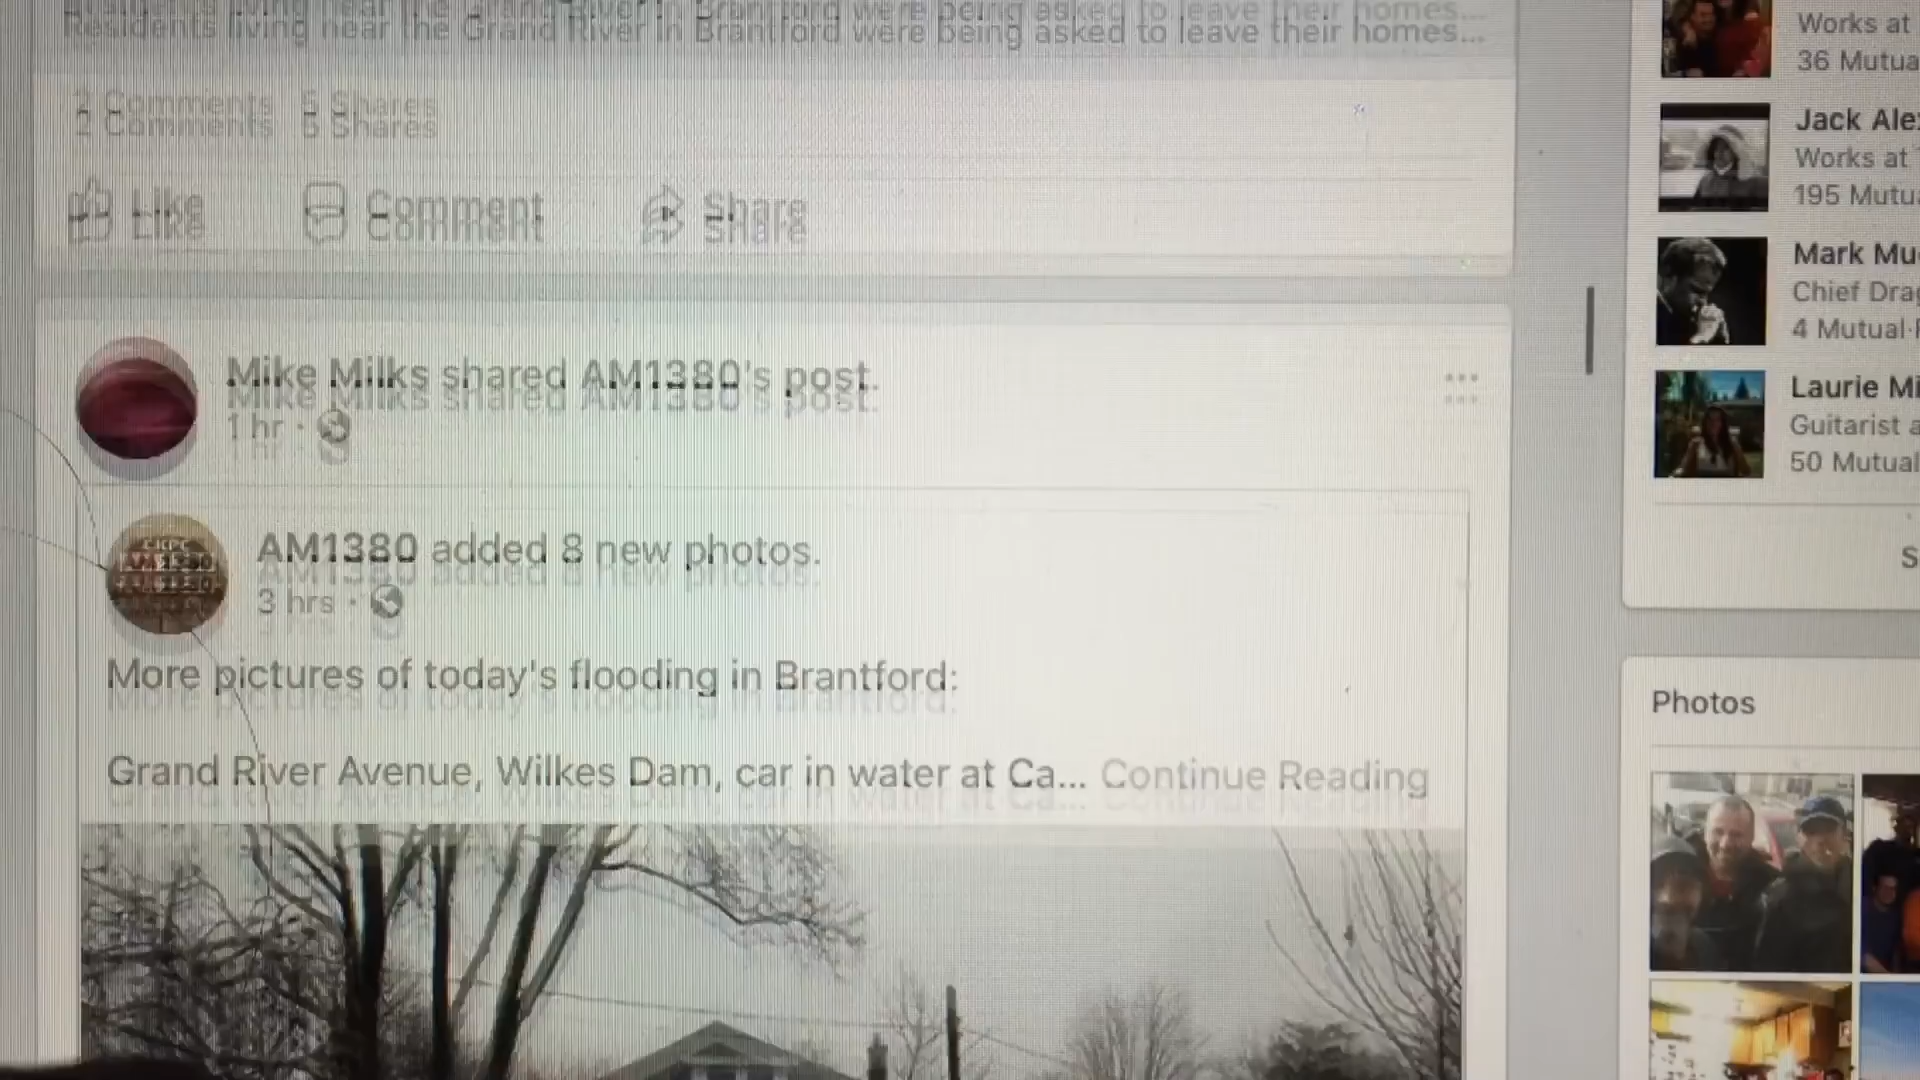 Residents living near the Grand River in Brantford were being asked to leave their homes...
2 Comments 5 Shares
Like Comment Share
Mike Milks shared AM1380's post.
1 hr ·
AM1380 added 8 new photos.
3 hrs ·
More pictures of today's flooding in Brantford:
Grand River Avenue, Wilkes Dam, car in water at Ca... Continue Reading
Works at
36 Mutua
Jack Ale
Works at
195 Mutu
Mark Mu
Chief Dra
4 Mutual
Laurie Mi
Guitarist a
50 Mutual
S
Photos